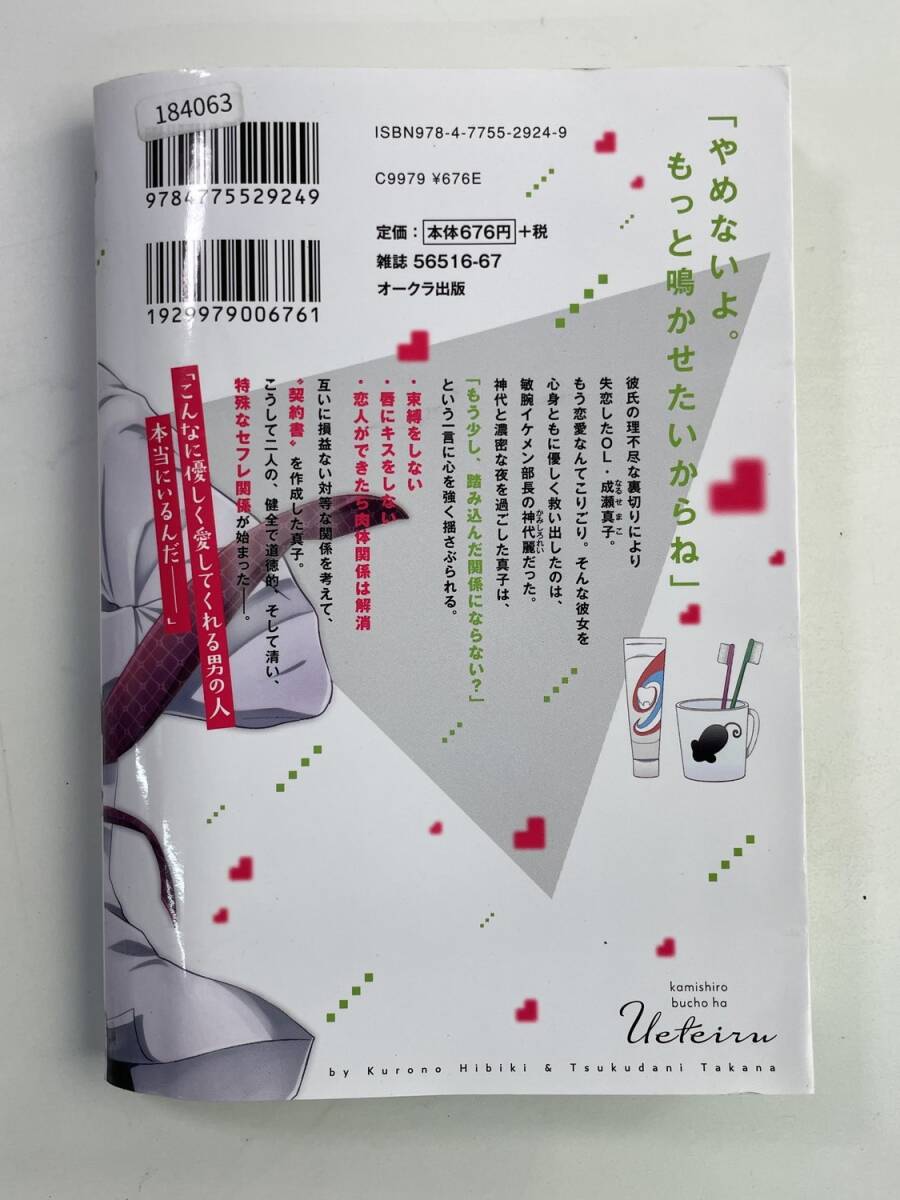 184063
9784775529249
1929979006761
ISBN978-4-7755-2924-9
C9979 ¥676E
定価：本体676円+税
雑誌 56516-67
オークラ出版
「やめないよ。
もっと鳴かせたいからね」
彼氏の理不尽な裏切りにより
失恋したOL・成瀬真子。
なるせまこ
もう恋愛なんてこりごり。そんな彼女を
心身ともに優しく救い出したのは、
敏腕イケメン部長の神代麗だった。
かみしろれい
神代と濃密な夜を過ごした真子は、
「もう少し、踏み込んだ関係にならない？」
という一言に心を強く揺さぶられる。
・束縛をしない
・唇にキスをしない
・恋人ができたら肉体関係は解消
互いに損益ない対等な関係を考えて、
〝契約書〟を作成した真子。
こうして二人の、健全で道徳的、そして清い、
特殊なセフレ関係が始まった――。
「こんなに優しく愛してくれる男の人
本当にいるんだ――」
kamishiro
bucho ha
Ueteiru
by Kurono Hibiki & Tsukudani Takana